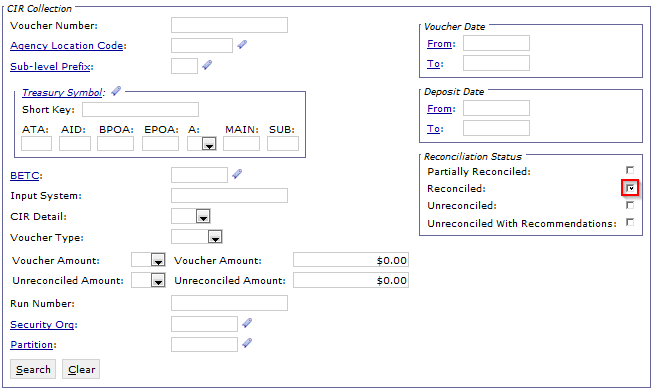 CIR Collection
Voucher Number:
Agency Location Code:
Sub-level Prefix:
Treasury Symbol:
Short Key:
ATA: AID: BPOA: EPOA: A: MAIN: SUB:
BETC:
Input System:
CIR Detail:
Voucher Type:
Voucher Amount: Voucher Amount: $0.00
Unreconciled Amount: Unreconciled Amount: $0.00
Run Number:
Security Org:
Partition:
Search Clear
Voucher Date
From:
To:
Deposit Date
From:
To:
Reconciliation Status
Partially Reconciled:
Reconciled:
Unreconciled:
Unreconciled With Recommendations: